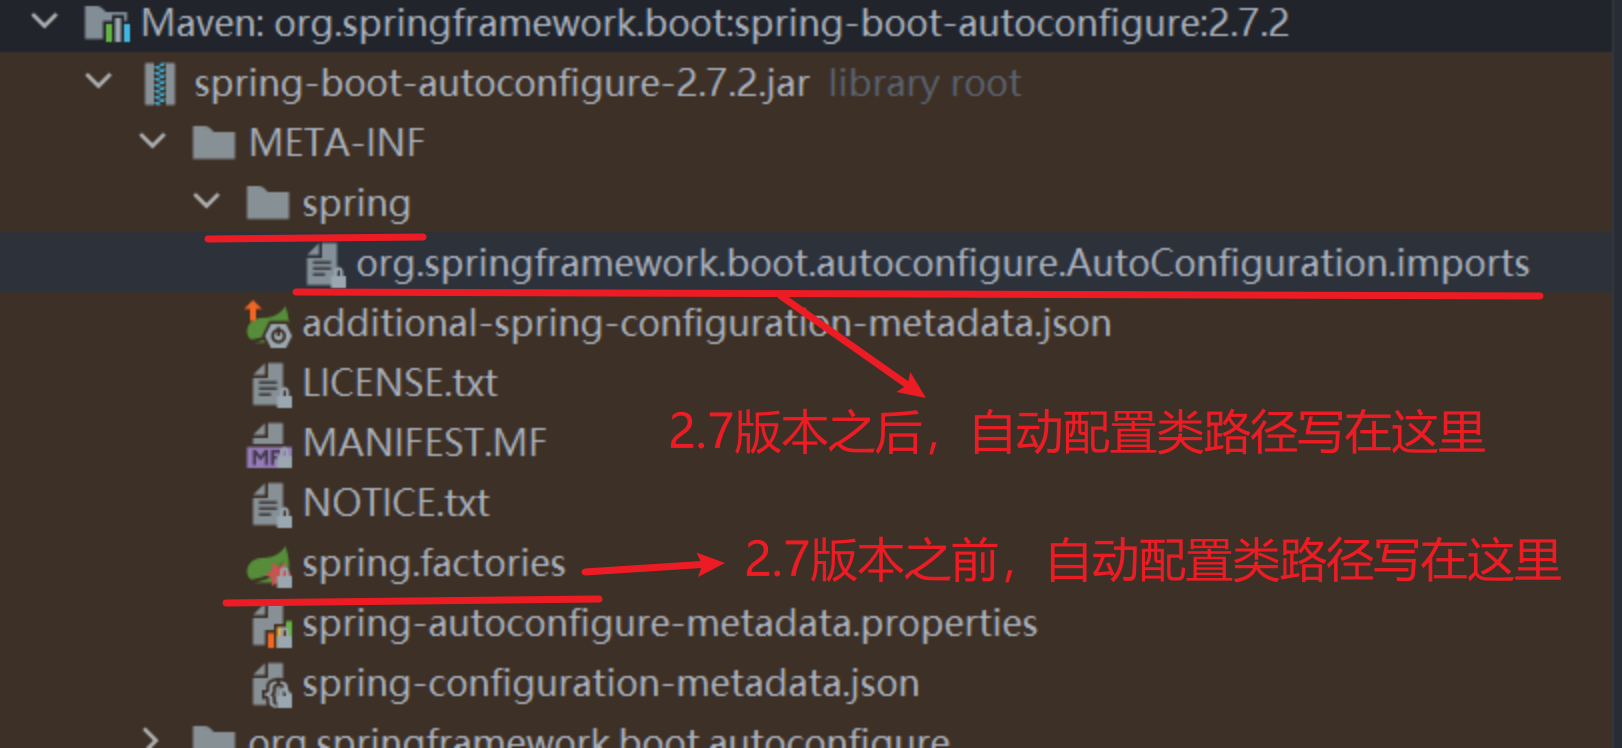 Maven: org.springframework.boot:spring-boot-autoconfigure:2.7.2
spring-boot-autoconfigure-2.7.2.jar library root
META-INF
spring
org.springframework.boot.autoconfigure.AutoConfiguration.imports
additional-spring-configuration-metadata.json
LICENSE.txt
2.7版本之后，自动配置类路径写在这里
MANIFEST.MF
NOTICE.txt
spring.factories
2.7版本之前，自动配置类路径写在这里
spring-autoconfigure-metadata.properties
spring-configuration-metadata.json
org.springframework.boot.autoconfigure